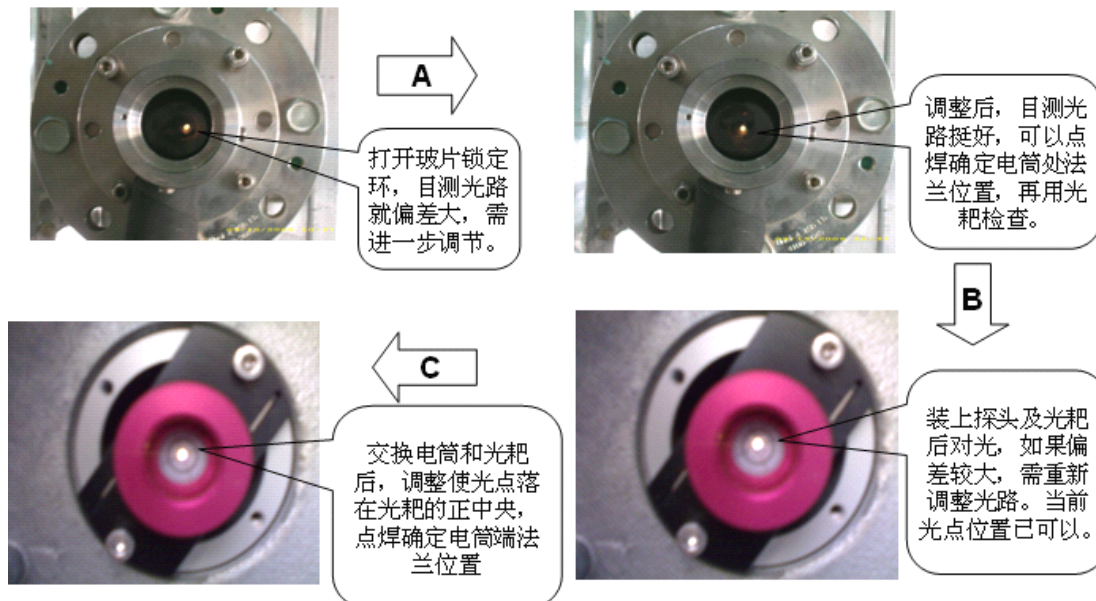 A
打开玻片锁定
环，目测光路
就偏差大，需
进一步调节。
调整后，目测光
路挺好，可以点
焊确定电筒处法
兰位置，再用光
耙检查。
B
装上探头及光耙
后对光，如果偏
差较大，需重新
调整光路。当前
光点位置已可以。
C
交换电筒和光耙
后，调整使光点落
在光耙的正中央，
点焊确定电筒端法
兰位置